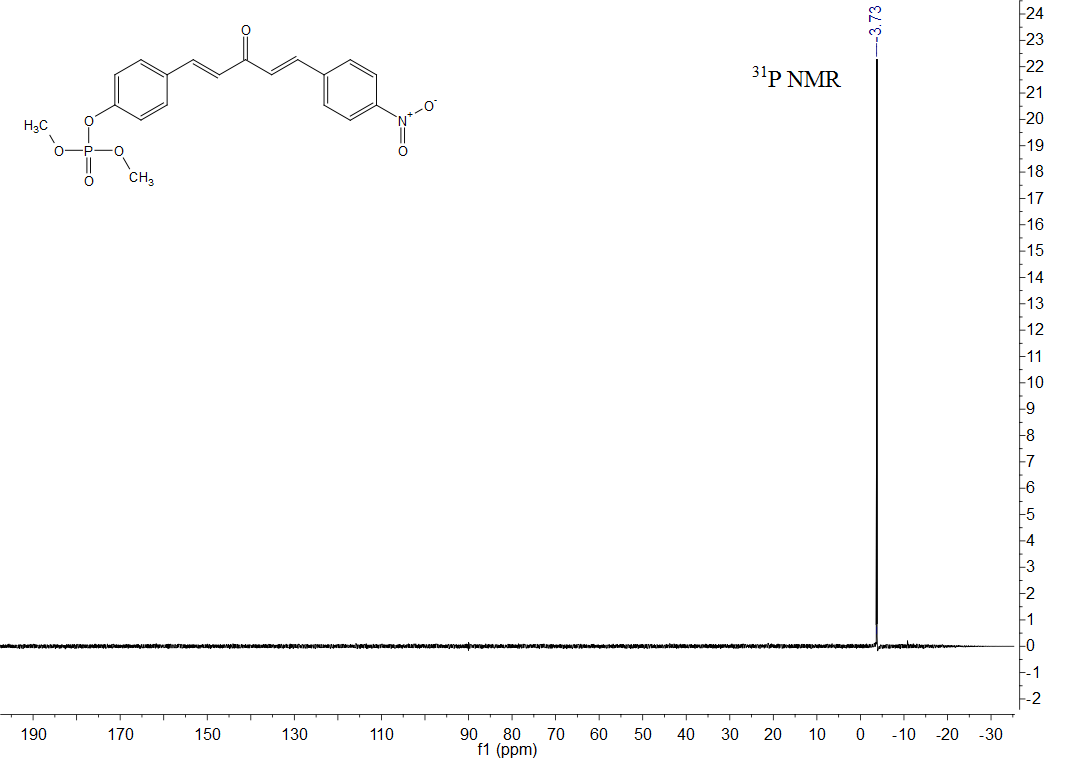 O
H₃C
O
O
P
O
O
CH₃
N⁺
O⁻
O
³¹P NMR
-3.73
24
23
22
21
20
19
18
17
16
15
14
13
12
11
10
9
8
7
6
5
4
3
2
1
0
-1
-2
190 170 150 130 110 90 80 70 60 50 40 30 20 10 0 -10 -20 -30
f1 (ppm)